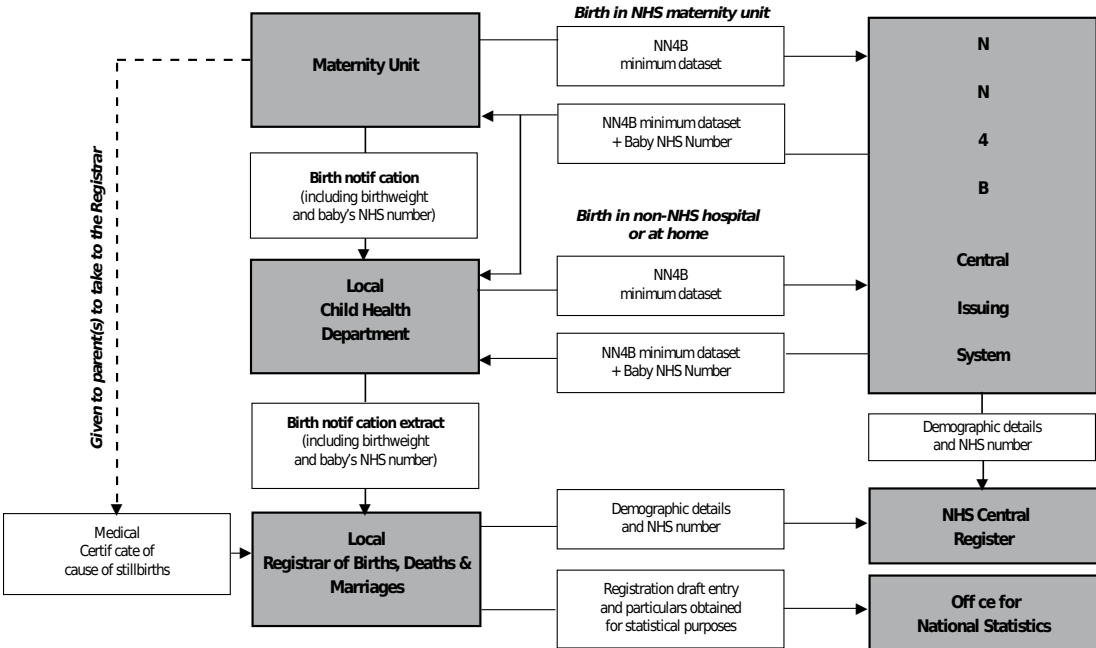 Birth in NHS maternity unit
Maternity Unit
NN4B
minimum dataset
N
N
4
B
Central
Issuing
System
NN4B minimum dataset
+ Baby NHS Number
Given to parent(s) to take to the Registrar
Birth notif cation
(including birthweight
and baby's NHS number)
Birth in non-NHS hospital
or at home
Local
Child Health
Department
NN4B
minimum dataset
NN4B minimum dataset
+ Baby NHS Number
Birth notif cation extract
(including birthweight
and baby's NHS number)
Demographic details
and NHS number
Medical
Certif cate of
cause of stillbirths
Local
Registrar of Births, Deaths &
Marriages
Demographic details
and NHS number
NHS Central
Register
Registration draft entry
and particulars obtained
for statistical purposes
Off ce for
National Statistics